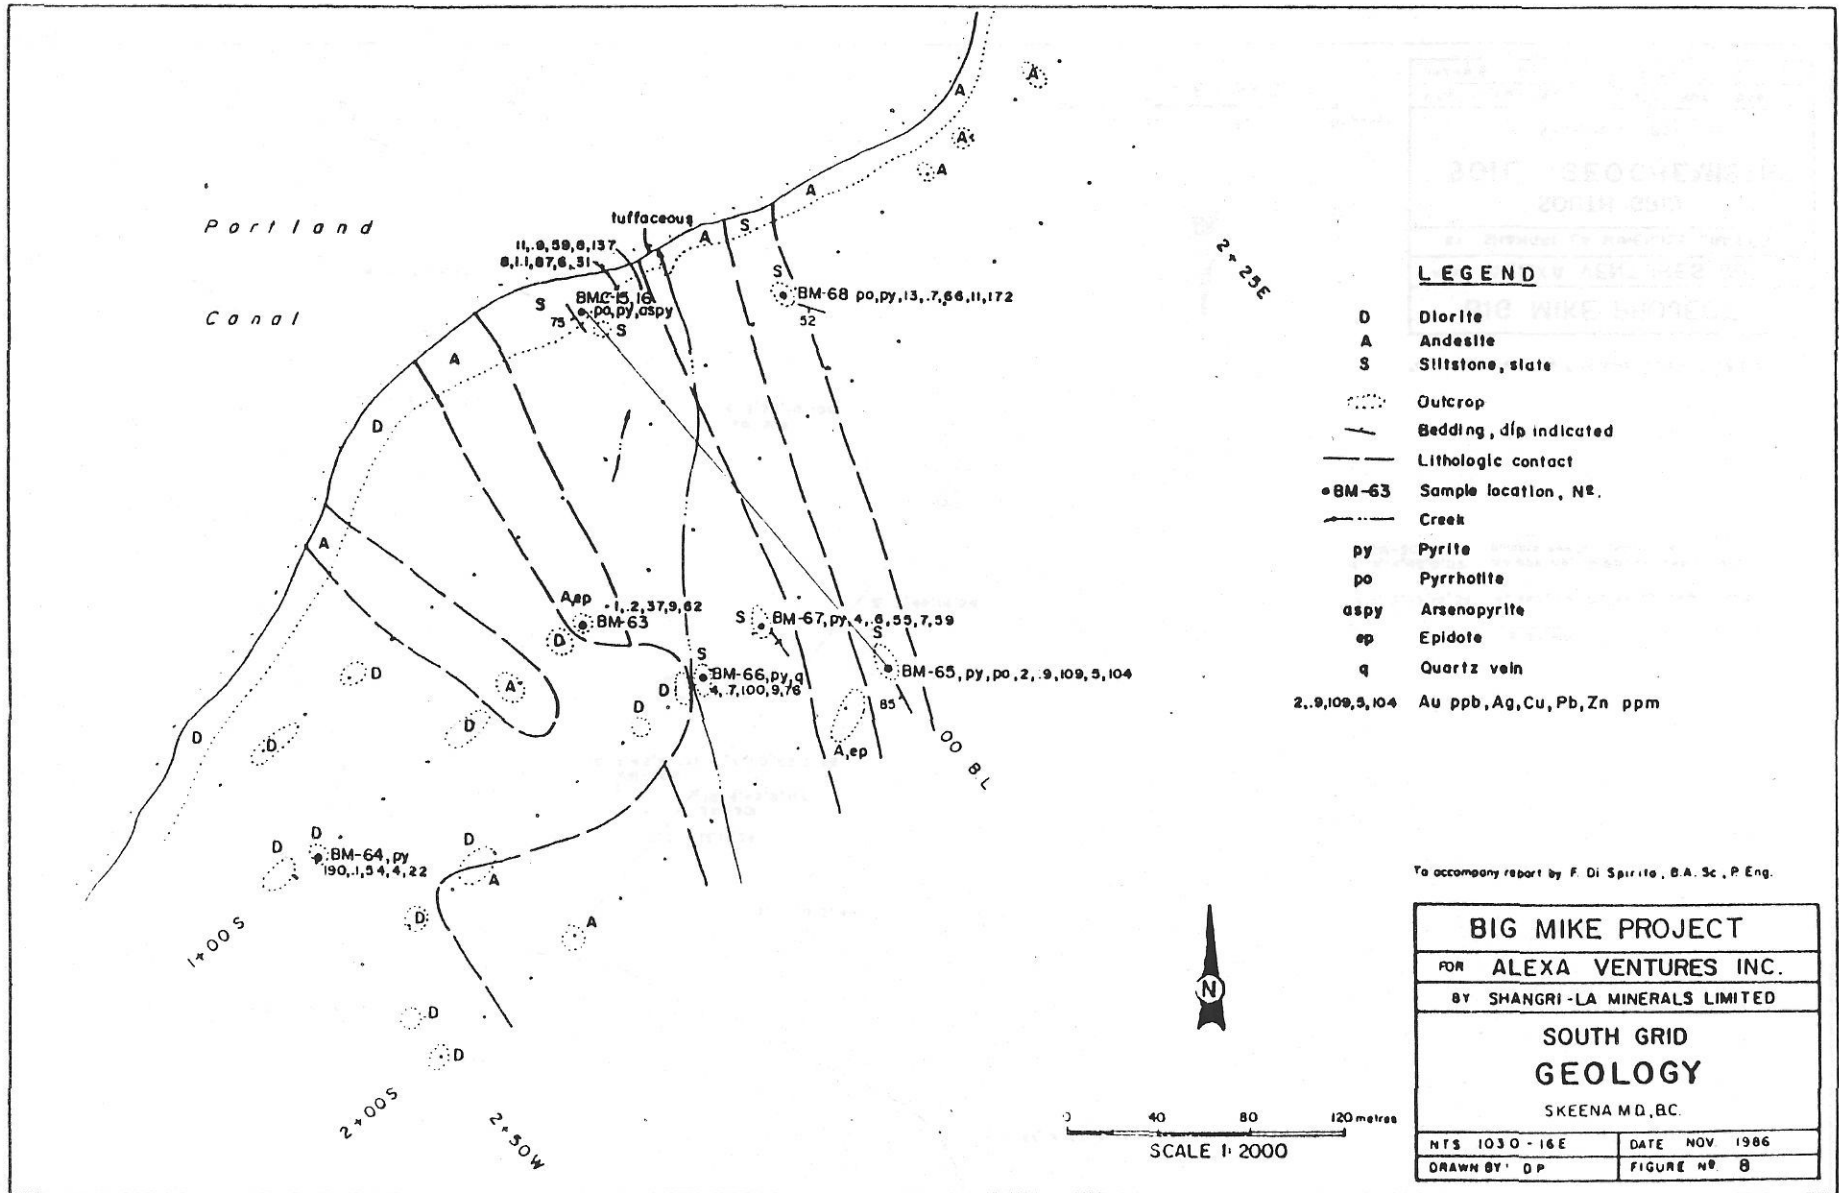 A
A
A
A
A
Portland
tuffaceous
A
S
11,.9,59,6,137
8,1.1,87,6,31
2+25E
LEGEND
BM-68 po,py,13,.7,66,11,172
S
52
S
15,16
po,py,aspy
75
S
Canal
D Diorite
A Andesite
S Siltstone, slate
Outcrop
Bedding, dip indicated
Lithologic contact
BM-63 Sample location, Nº.
Creek
py Pyrite
po Pyrrhotite
aspy Arsenopyrite
ep Epidote
q Quartz vein
2,.9,109,5,104 Au ppb, Ag, Cu, Pb, Zn ppm
A
D
A
A,ep
1,.2,37,9,62
BM-63
D
S
BM-67, py,4,.6,55,7,59
S
BM-65, py, po, 2,.9,109,5,104
85
S
BM-66, py, q
4,.7,100,9,76
D
D
A
D
D
D
D
A,ep
00 B.L
D
D
BM-64, py
190,.1,54,4,22
D
A
D
A
1+00S
D
D
2+00S
2+50W
N
0 40 80 120 metres
SCALE 1:2000
To accompany report by F. Di Spirito, B.A. Sc., P. Eng.
BIG MIKE PROJECT
FOR ALEXA VENTURES INC.
BY SHANGRI-LA MINERALS LIMITED
SOUTH GRID
GEOLOGY
SKEENA M.D., B.C.
NTS 103O-16E
DATE NOV. 1986
DRAWN BY: DP
FIGURE Nº. 8